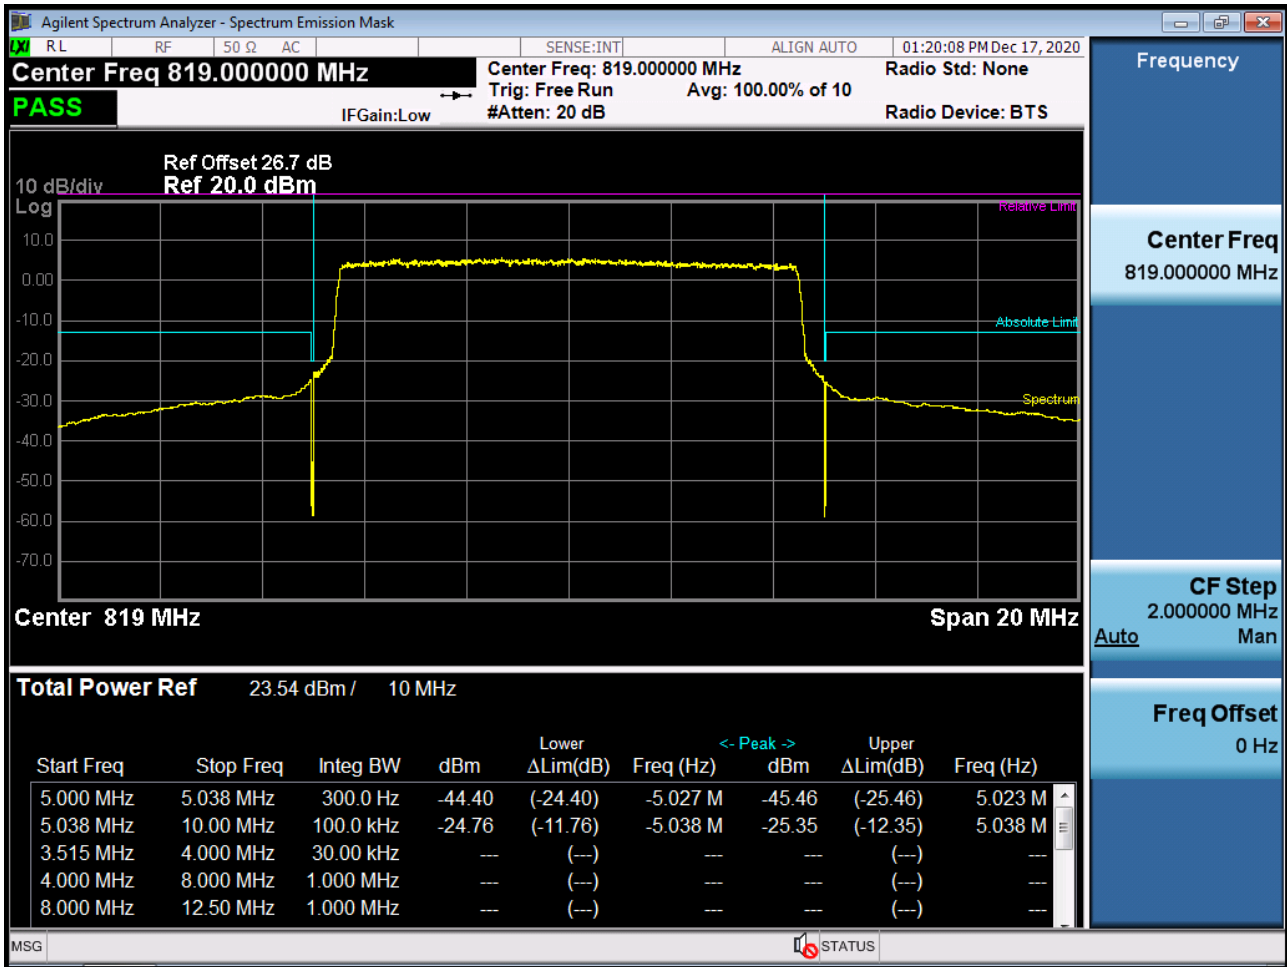 Agilent Spectrum Analyzer - Spectrum Emission Mask
LXI RL RF 50 Ω AC SENSE:INT ALIGN AUTO 01:20:08 PM Dec 17, 2020
Center Freq 819.000000 MHz
Center Freq: 819.000000 MHz Radio Std: None
Trig: Free Run Avg: 100.00% of 10
PASS
IFGain:Low #Atten: 20 dB Radio Device: BTS
Ref Offset 26.7 dB
10 dB/div Ref 20.0 dBm
Log
Relative Limit
10.0
0.00
-10.0
Absolute Limit
-20.0
-30.0
Spectrum
-40.0
-50.0
-60.0
-70.0
Center 819 MHz Span 20 MHz
Total Power Ref 23.54 dBm / 10 MHz
Lower <- Peak -> Upper
Start Freq Stop Freq Integ BW dBm ΔLim(dB) Freq (Hz) dBm ΔLim(dB) Freq (Hz)
5.000 MHz 5.038 MHz 300.0 Hz -44.40 (-24.40) -5.027 M -45.46 (-25.46) 5.023 M
5.038 MHz 10.00 MHz 100.0 kHz -24.76 (-11.76) -5.038 M -25.35 (-12.35) 5.038 M
3.515 MHz 4.000 MHz 30.00 kHz --- (---) --- --- (---) ---
4.000 MHz 8.000 MHz 1.000 MHz --- (---) --- --- (---) ---
8.000 MHz 12.50 MHz 1.000 MHz --- (---) --- --- (---) ---
MSG STATUS
Frequency
Center Freq
819.000000 MHz
CF Step
2.000000 MHz
Auto Man
Freq Offset
0 Hz